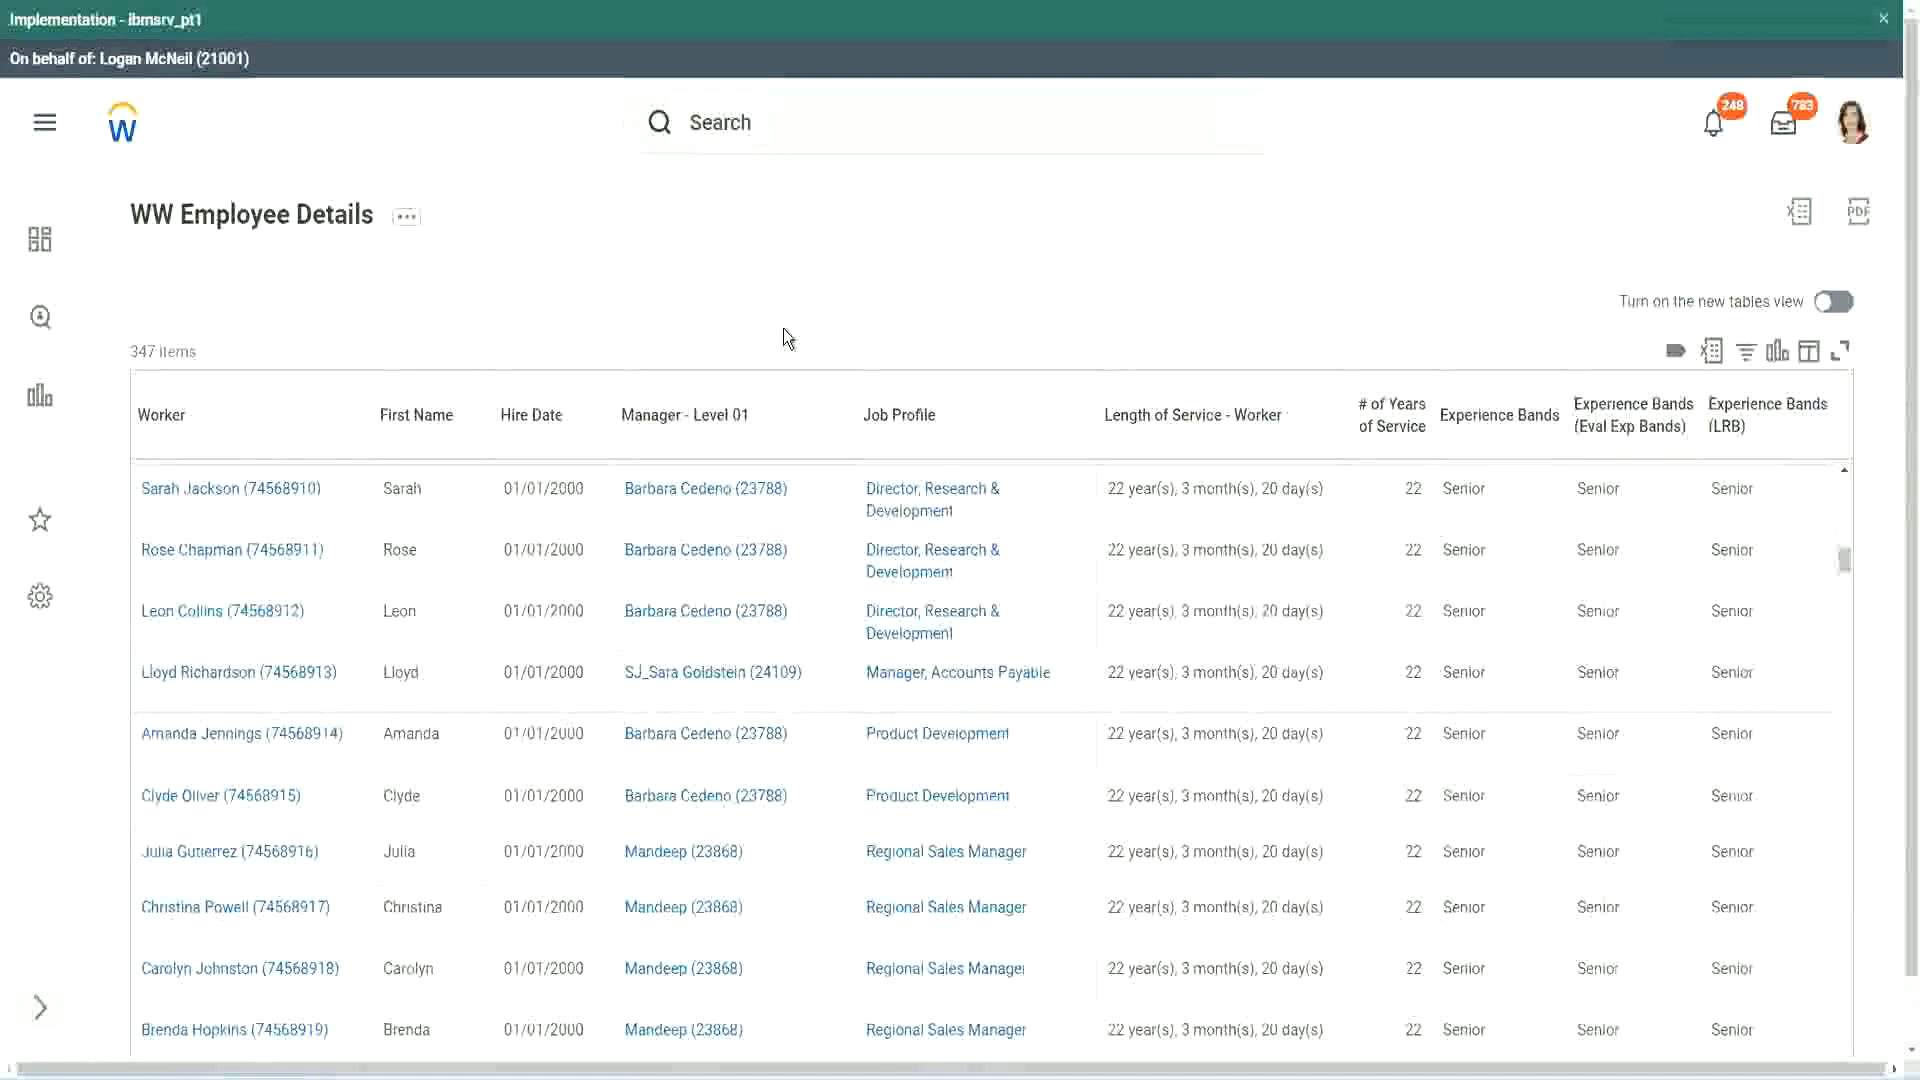 Implementation - ibmsrv_pt1
On behalf of: Logan McNeil (21001)
W
Search
248
783
WW Employee Details
X
PDF
Turn on the new tables view
347 items
X
Worker First Name Hire Date Manager - Level 01 Job Profile Length of Service - Worker # of Years of Service Experience Bands Experience Bands (Eval Exp Bands) Experience Bands (LRB)
Sarah Jackson (74568910) Sarah 01/01/2000 Barbara Cedeno (23788) Director, Research & Development 22 year(s), 3 month(s), 20 day(s) 22 Senior Senior Senior
Rose Chapman (74568911) Rose 01/01/2000 Barbara Cedeno (23788) Director, Research & Development 22 year(s), 3 month(s), 20 day(s) 22 Senior Senior Senior
Leon Collins (74568912) Leon 01/01/2000 Barbara Cedeno (23788) Director, Research & Development 22 year(s), 3 month(s), 20 day(s) 22 Senior Senior Senior
Lloyd Richardson (74568913) Lloyd 01/01/2000 SJ_Sara Goldstein (24109) Manager, Accounts Payable 22 year(s), 3 month(s), 20 day(s) 22 Senior Senior Senior
Amanda Jennings (74568914) Amanda 01/01/2000 Barbara Cedeno (23788) Product Development 22 year(s), 3 month(s), 20 day(s) 22 Senior Senior Senior
Clyde Oliver (74568915) Clyde 01/01/2000 Barbara Cedeno (23788) Product Development 22 year(s), 3 month(s), 20 day(s) 22 Senior Senior Senior
Julia Gutierrez (74568916) Julia 01/01/2000 Mandeep (23868) Regional Sales Manager 22 year(s), 3 month(s), 20 day(s) 22 Senior Senior Senior
Christina Powell (74568917) Christina 01/01/2000 Mandeep (23868) Regional Sales Manager 22 year(s), 3 month(s), 20 day(s) 22 Senior Senior Senior
Carolyn Johnston (74568918) Carolyn 01/01/2000 Mandeep (23868) Regional Sales Manager 22 year(s), 3 month(s), 20 day(s) 22 Senior Senior Senior
Brenda Hopkins (74568919) Brenda 01/01/2000 Mandeep (23868) Regional Sales Manager 22 year(s), 3 month(s), 20 day(s) 22 Senior Senior Senior